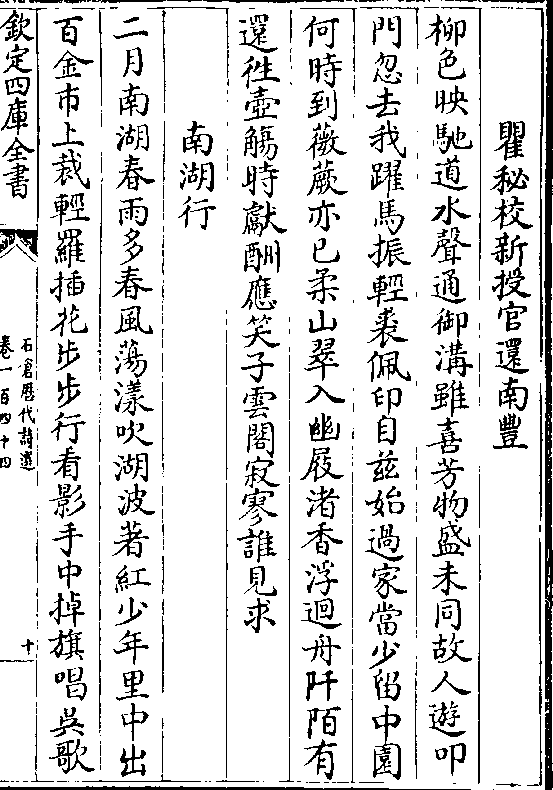 瞿秘校新授官還南豐
柳色映馳道水聲通御溝雖喜芳物盛未同故人遊叩
門忽去我躍馬振輕裘佩印自兹始過家當少留中園
何時到薇蕨亦已柔山翠入幽屐渚香浮迴舟阡陌有
還徃壺觴時獻酬應笑子雲閣寂寥誰見求
南湖行
二月南湖春雨多春風蕩漾吹湖波著紅少年里中出
百金市上裁輕羅插花步步行看影手中掉旗唱吳歌
欽定四庫全書
石倉歷代詩選
卷一百四十四
十